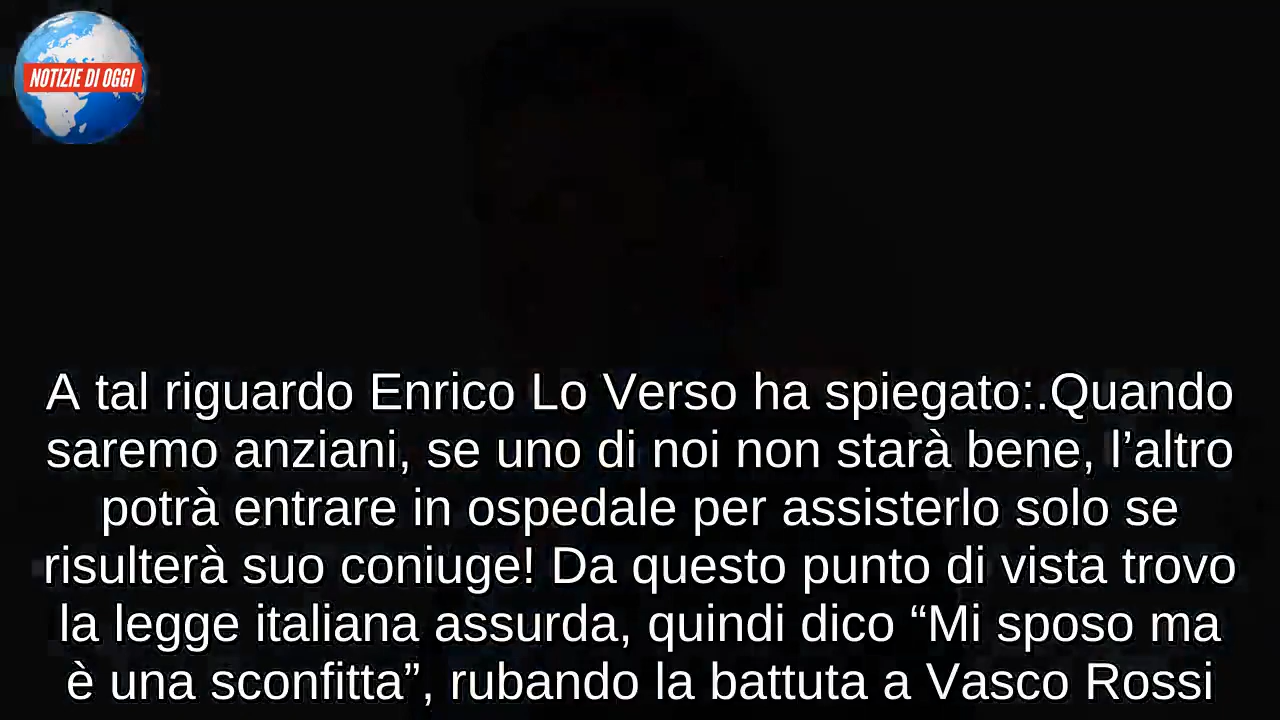 NOTIZIE DI OGGI
A tal riguardo Enrico Lo Verso ha spiegato:.Quando
saremo anziani, se uno di noi non starà bene, l’altro
potrà entrare in ospedale per assisterlo solo se
risulterà suo coniuge! Da questo punto di vista trovo
la legge italiana assurda, quindi dico “Mi sposo ma
è una sconfitta”, rubando la battuta a Vasco Rossi